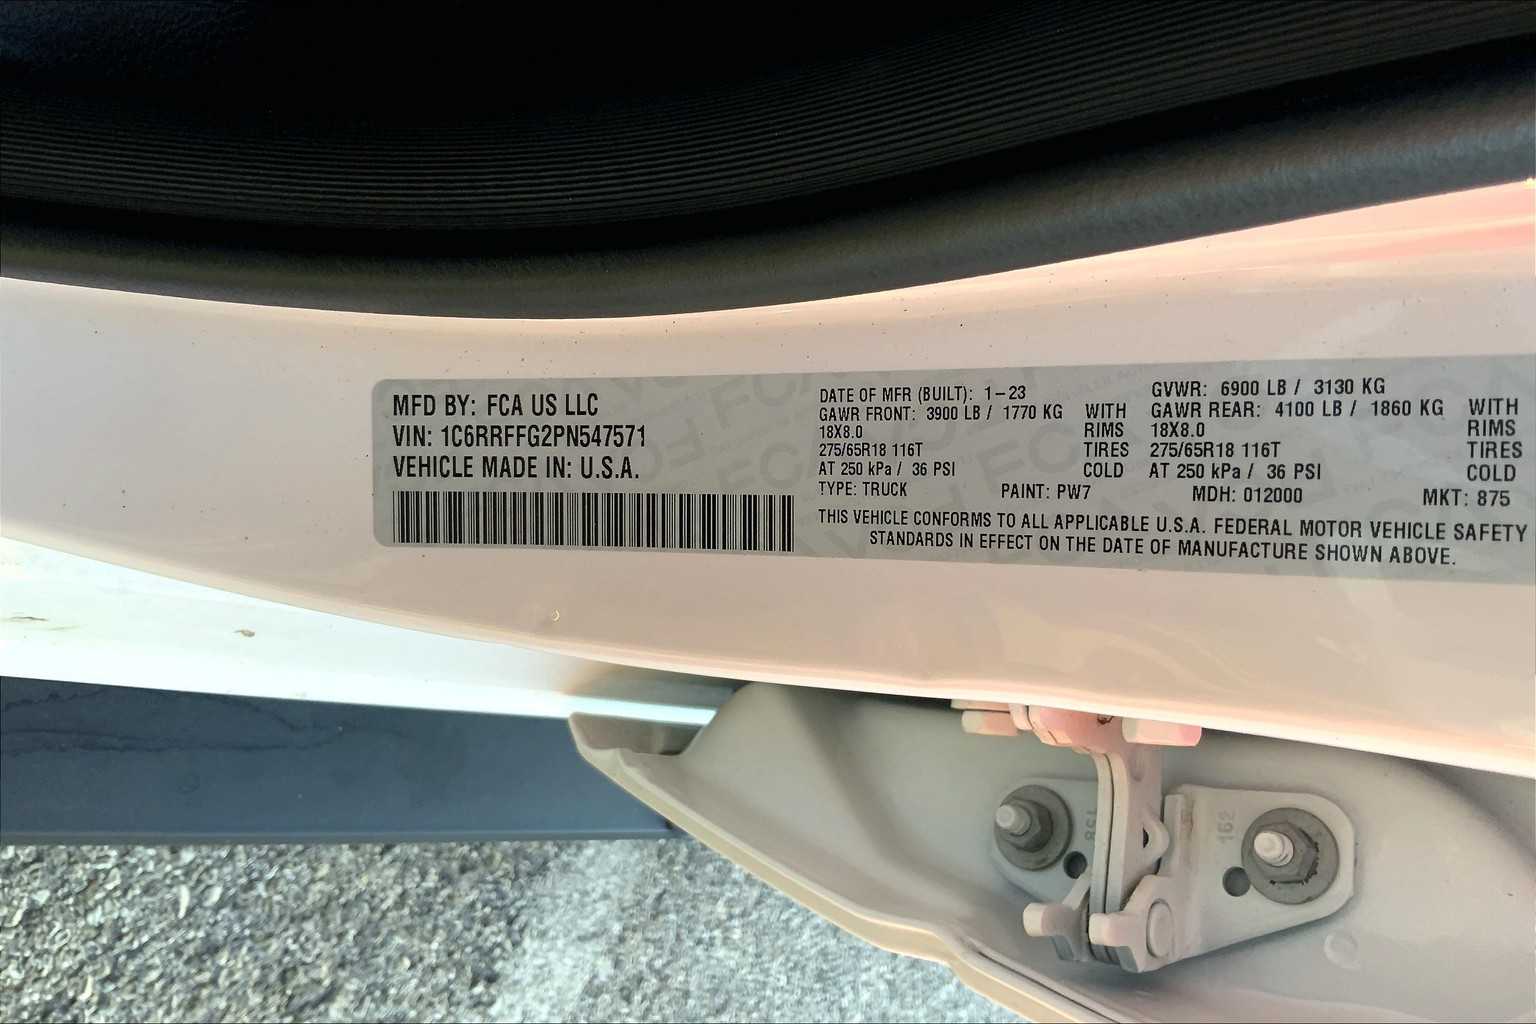 MFD BY: FCA US LLC
VIN: 1C6RRFFG2PN547571
VEHICLE MADE IN: U.S.A.
DATE OF MFR (BUILT): 1-23 GVWR: 6900 LB / 3130 KG
GAWR FRONT: 3900 LB / 1770 KG WITH GAWR REAR: 4100 LB / 1860 KG WITH
18X8.0 RIMS 18X8.0 RIMS
275/65R18 116T TIRES 275/65R18 116T TIRES
AT 250 kPa / 36 PSI COLD AT 250 kPa / 36 PSI COLD
TYPE: TRUCK PAINT: PW7 MDH: 012000 MKT: 875
THIS VEHICLE CONFORMS TO ALL APPLICABLE U.S.A. FEDERAL MOTOR VEHICLE SAFETY
STANDARDS IN EFFECT ON THE DATE OF MANUFACTURE SHOWN ABOVE.
162